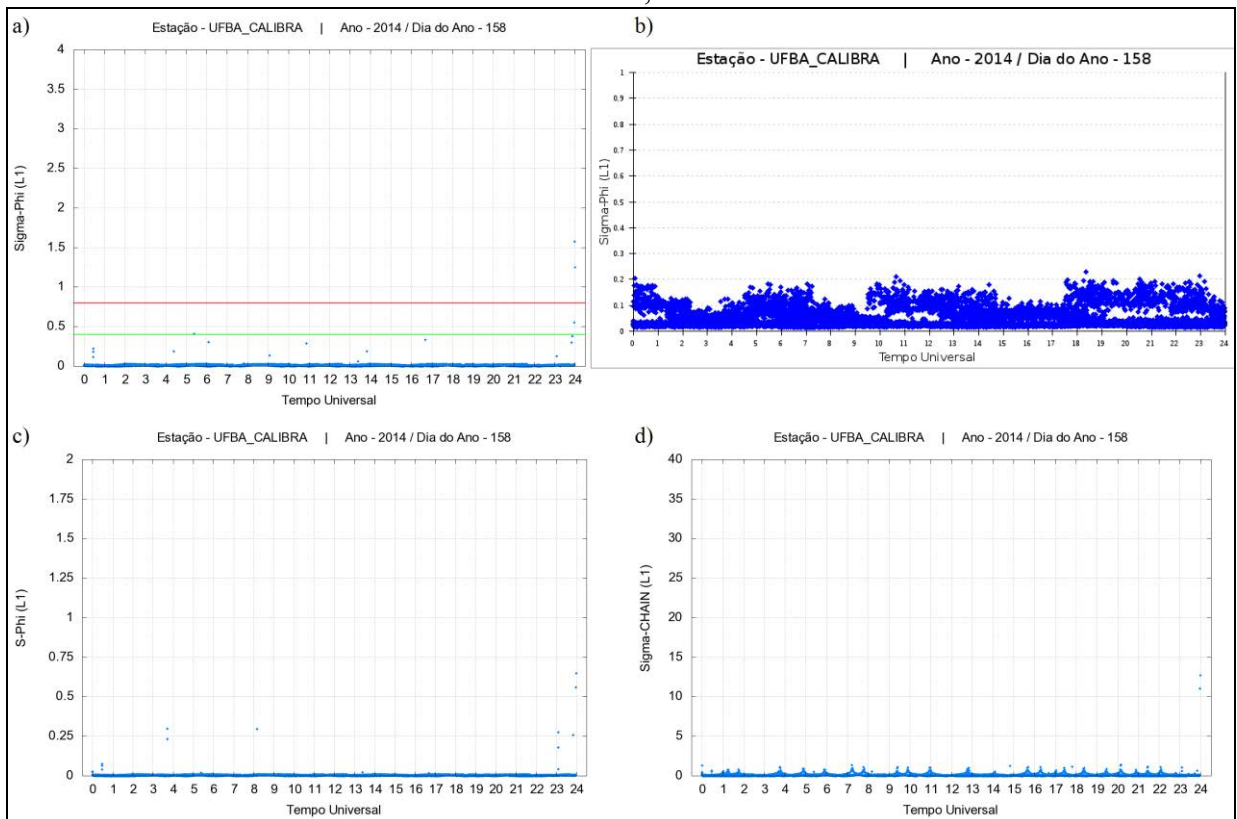 a)
Estação - UFBA_CALIBRA | Ano - 2014 / Dia do Ano - 158
4
3.5
3
2.5
2
1.5
1
0.5
0
Sigma-Phi (L1)
0 1 2 3 4 5 6 7 8 9 10 11 12 13 14 15 16 17 18 19 20 21 22 23 24
Tempo Universal
b)
Estação - UFBA_CALIBRA | Ano - 2014 / Dia do Ano - 158
1
0.9
0.8
0.7
0.6
0.5
0.4
0.3
0.2
0.1
0
Sigma-Phi (L1)
0 1 2 3 4 5 6 7 8 9 10 11 12 13 14 15 16 17 18 19 20 21 22 23 24
Tempo Universal
c)
Estação - UFBA_CALIBRA | Ano - 2014 / Dia do Ano - 158
2
1.75
1.5
1.25
1
0.75
0.5
0.25
0
S-Phi (L1)
0 1 2 3 4 5 6 7 8 9 10 11 12 13 14 15 16 17 18 19 20 21 22 23 24
Tempo Universal
d)
Estação - UFBA_CALIBRA | Ano - 2014 / Dia do Ano - 158
40
35
30
25
20
15
10
5
0
Sigma-CHAIN (L1)
0 1 2 3 4 5 6 7 8 9 10 11 12 13 14 15 16 17 18 19 20 21 22 23 24
Tempo Universal